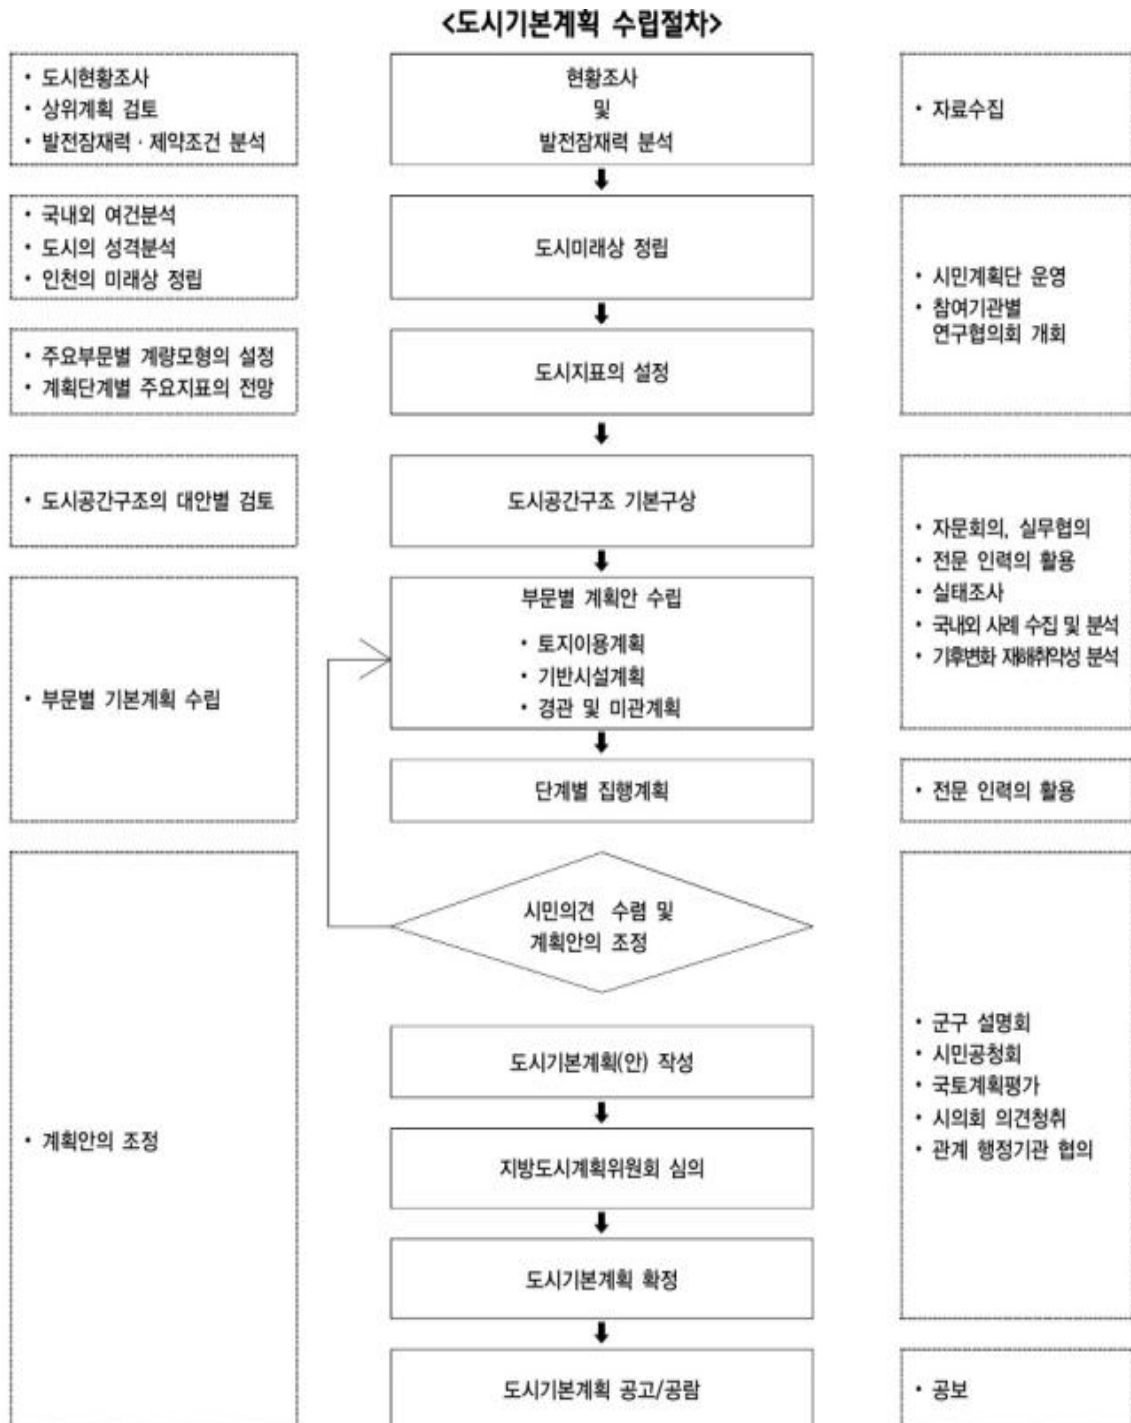 <도시기본계획 수립절차>
• 도시현황조사
• 상위계획 검토
• 발전잠재력 · 제약조건 분석
현황조사
및
발전잠재력 분석
• 자료수집
• 국내외 여건분석
• 도시의 성격분석
• 인천의 미래상 정립
도시미래상 정립
• 시민계획단 운영
• 참여기관별
연구협의회 개회
• 주요부문별 계량모형의 설정
• 계획단계별 주요지표의 전망
도시지표의 설정
• 도시공간구조의 대안별 검토
도시공간구조 기본구상
• 자문회의, 실무협의
• 전문 인력의 활용
• 실태조사
• 국내외 사례 수집 및 분석
• 기후변화 재해취약성 분석
• 부문별 기본계획 수립
부문별 계획안 수립
• 토지이용계획
• 기반시설계획
• 경관 및 미관계획
단계별 집행계획
• 전문 인력의 활용
시민의견 수렴 및
계획안의 조정
• 계획안의 조정
도시기본계획(안) 작성
지방도시계획위원회 심의
도시기본계획 확정
• 군구 설명회
• 시민공청회
• 국토계획평가
• 시의회 의견청취
• 관계 행정기관 협의
도시기본계획 공고/공람
• 공보